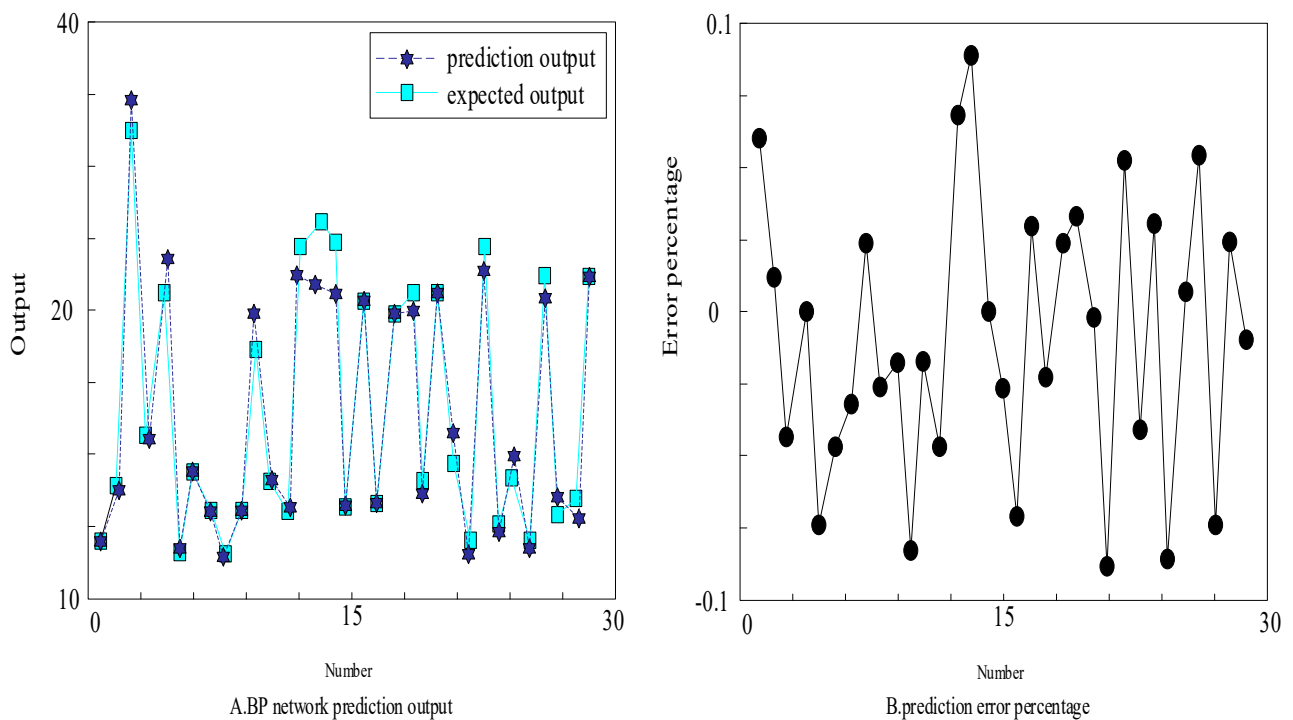 40
prediction output
expected output
20
Output
10
0
15
30
Number
A.BP network prediction output
0.1
Error percentage
0
-0.1
0
15
30
Number
B.prediction error percentage